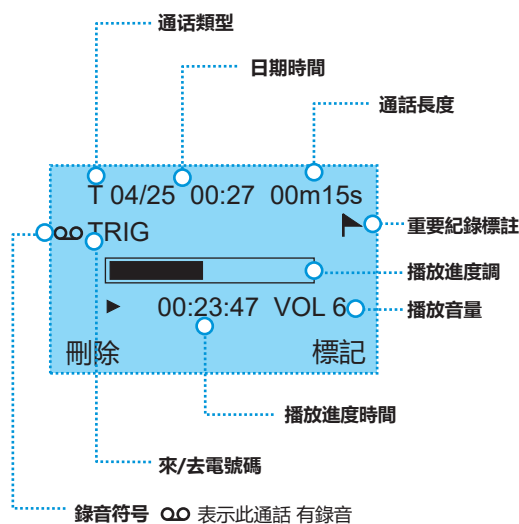 通话類型
日期時間
通話長度
T 04/25 00:27 00m15s
TRIG
重要紀錄標註
播放進度調
00:23:47 VOL 6
播放音量
刪除 標記
播放進度時間
來/去電號碼
錄音符号 表示此通話 有錄音